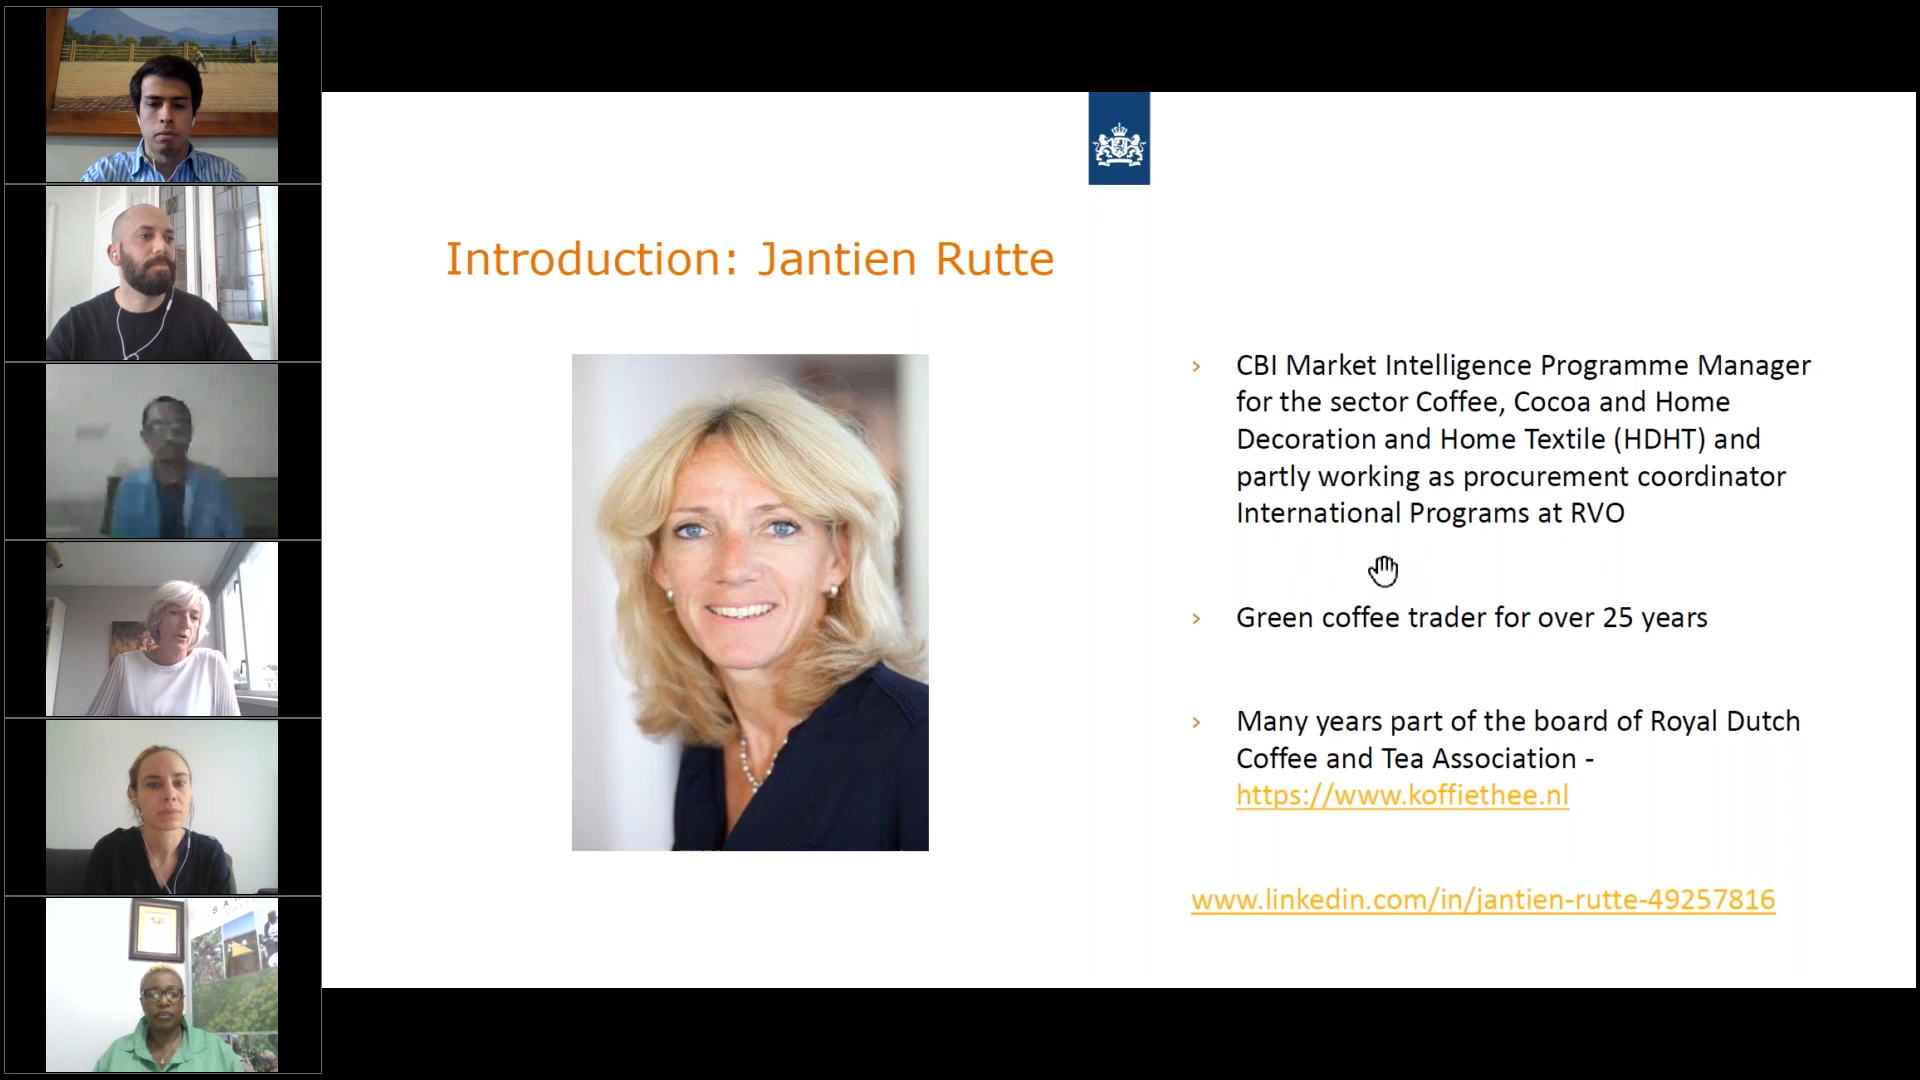 Introduction: Jantien Rutte
› CBI Market Intelligence Programme Manager
for the sector Coffee, Cocoa and Home
Decoration and Home Textile (HDHT) and
partly working as procurement coordinator
International Programs at RVO
› Green coffee trader for over 25 years
› Many years part of the board of Royal Dutch
Coffee and Tea Association -
https://www.koffiethee.nl
www.linkedin.com/in/jantien-rutte-49257816